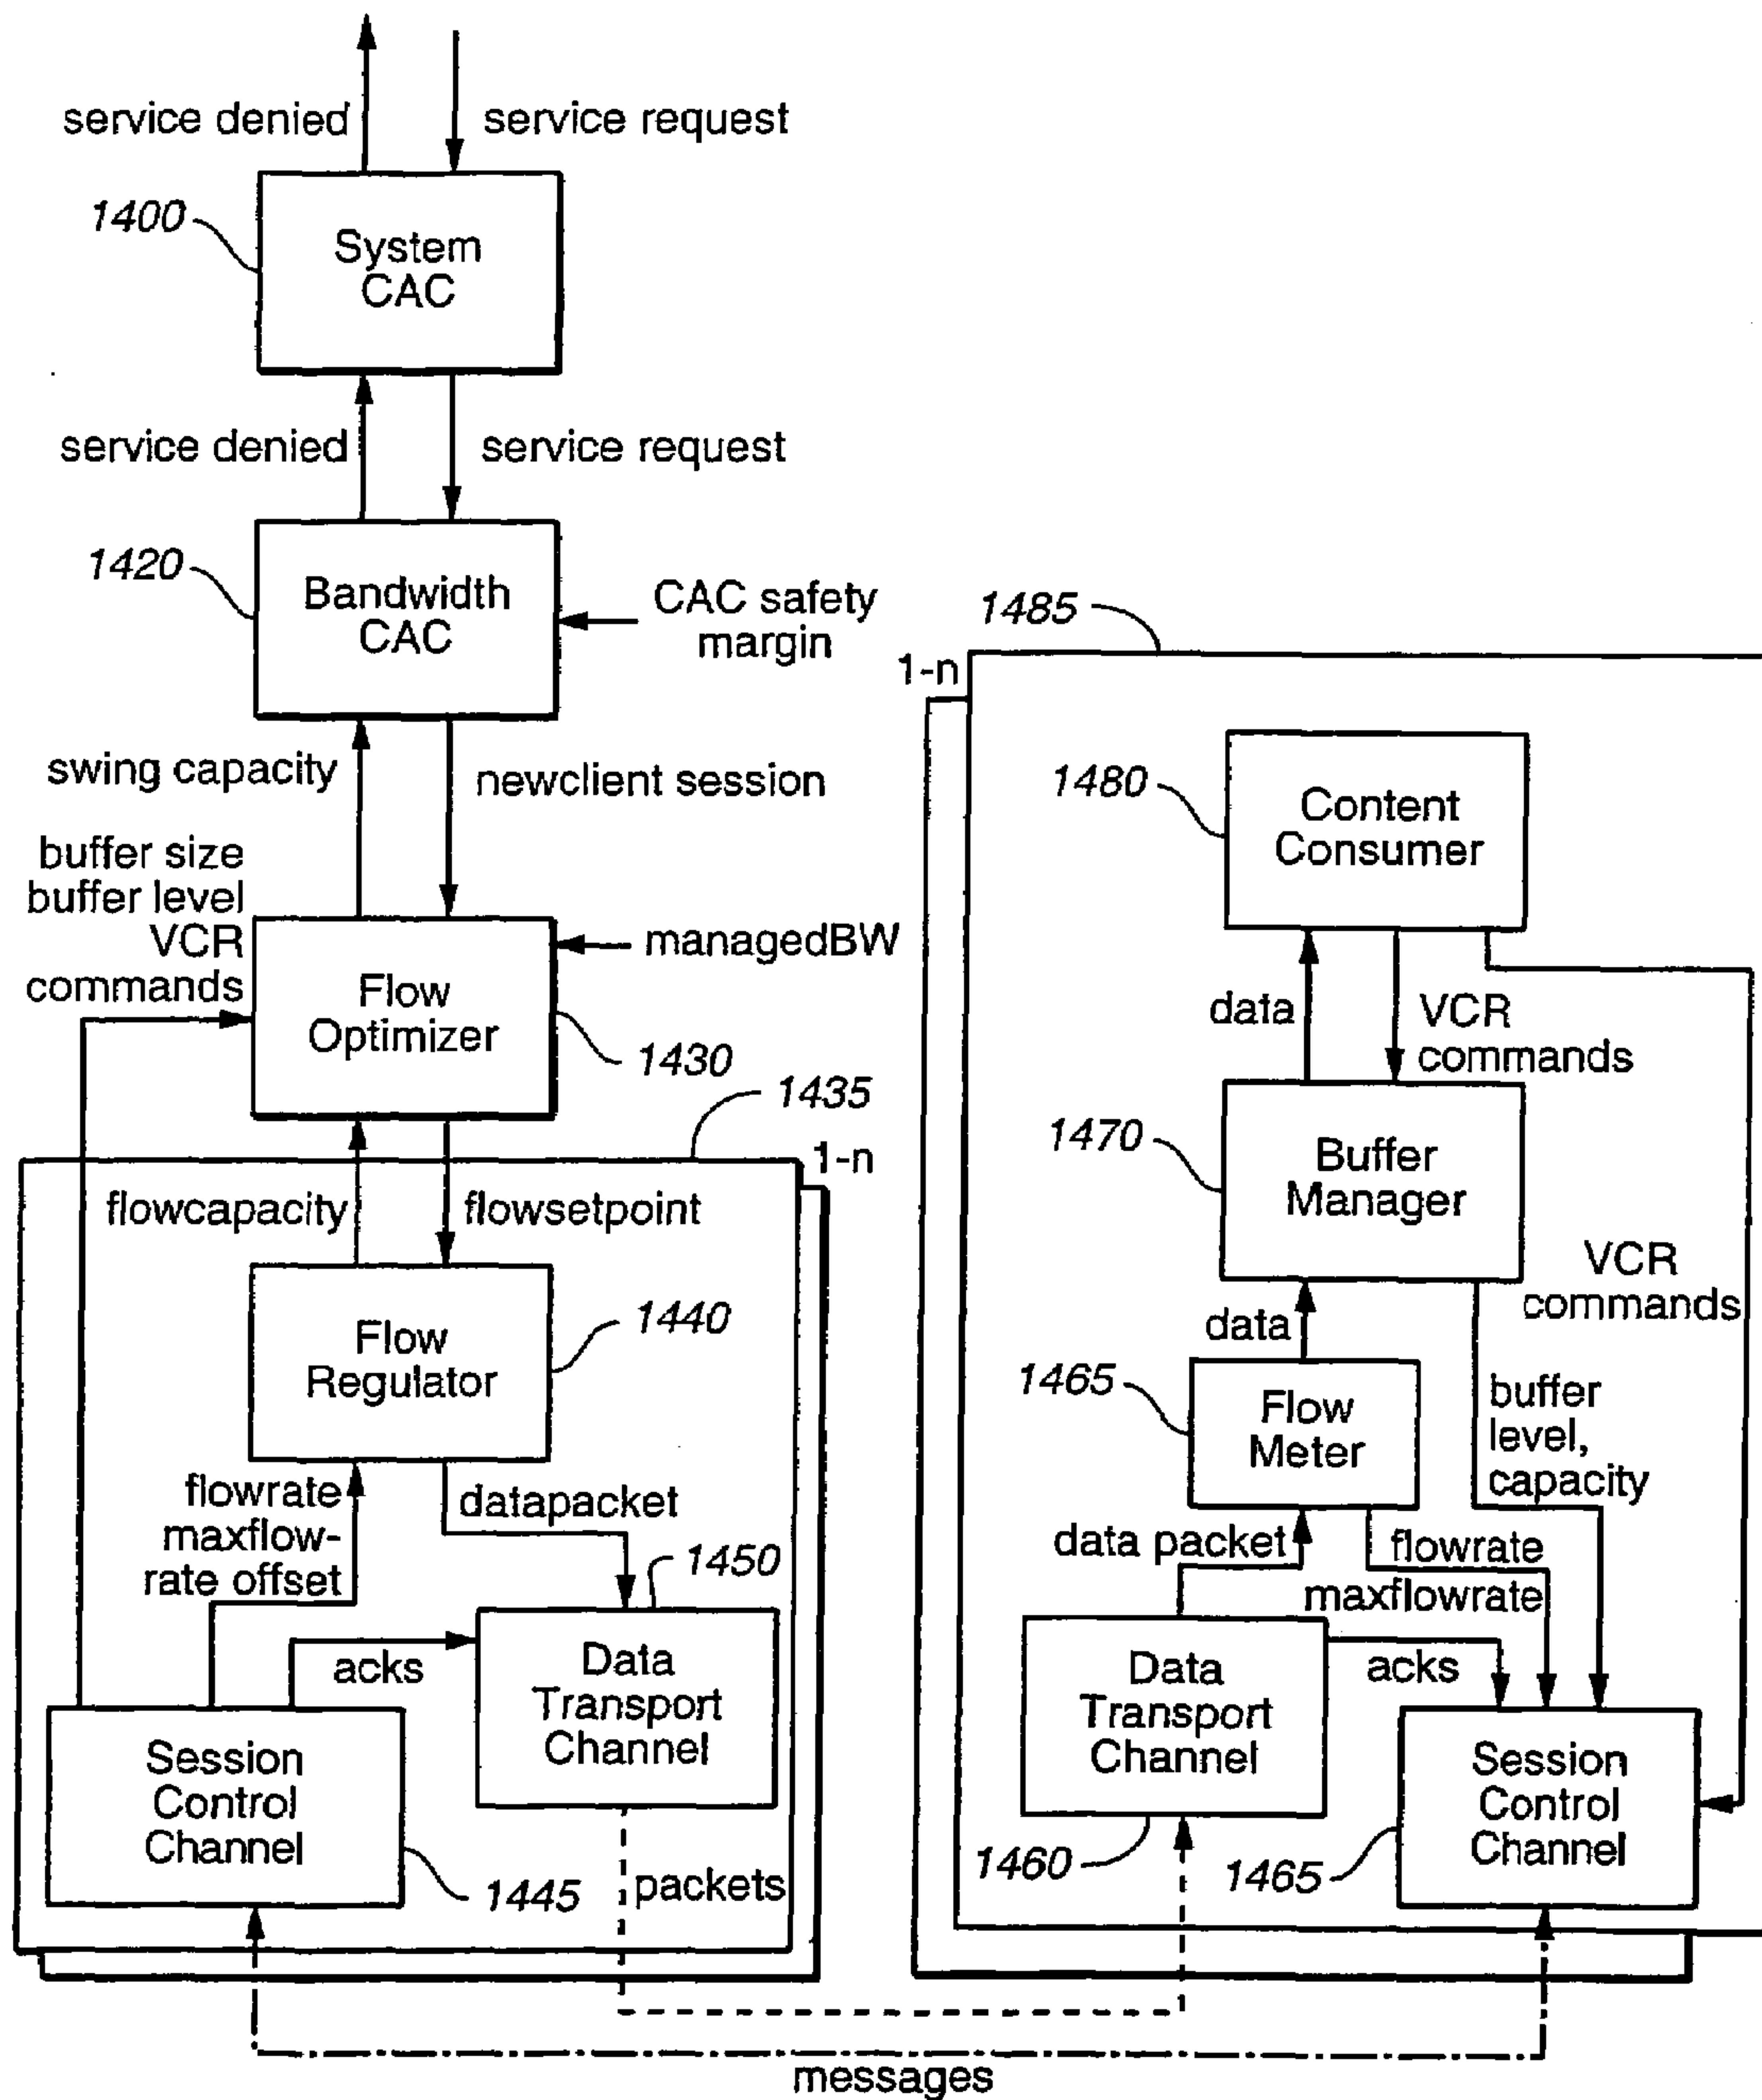 service denied
service request
1400
System
CAC
service denied
service request
1420
Bandwidth
CAC
CAC safety
margin
swing capacity
newclient session
buffer size
buffer level
VCR
commands
managedBW
Flow
Optimizer
1430
1435
1-n
flowcapacity
flowsetpoint
Flow
Regulator
1440
flowrate
maxflow-
rate offset
datapacket
1450
acks
Data
Transport
Channel
Session
Control
Channel
1445
packets
1485
1-n
1480
Content
Consumer
data
VCR
commands
1470
Buffer
Manager
VCR
commands
data
1465
Flow
Meter
buffer
level,
capacity
data packet
flowrate
maxflowrate
acks
Data
Transport
Channel
1460
Session
Control
Channel
1465
messages